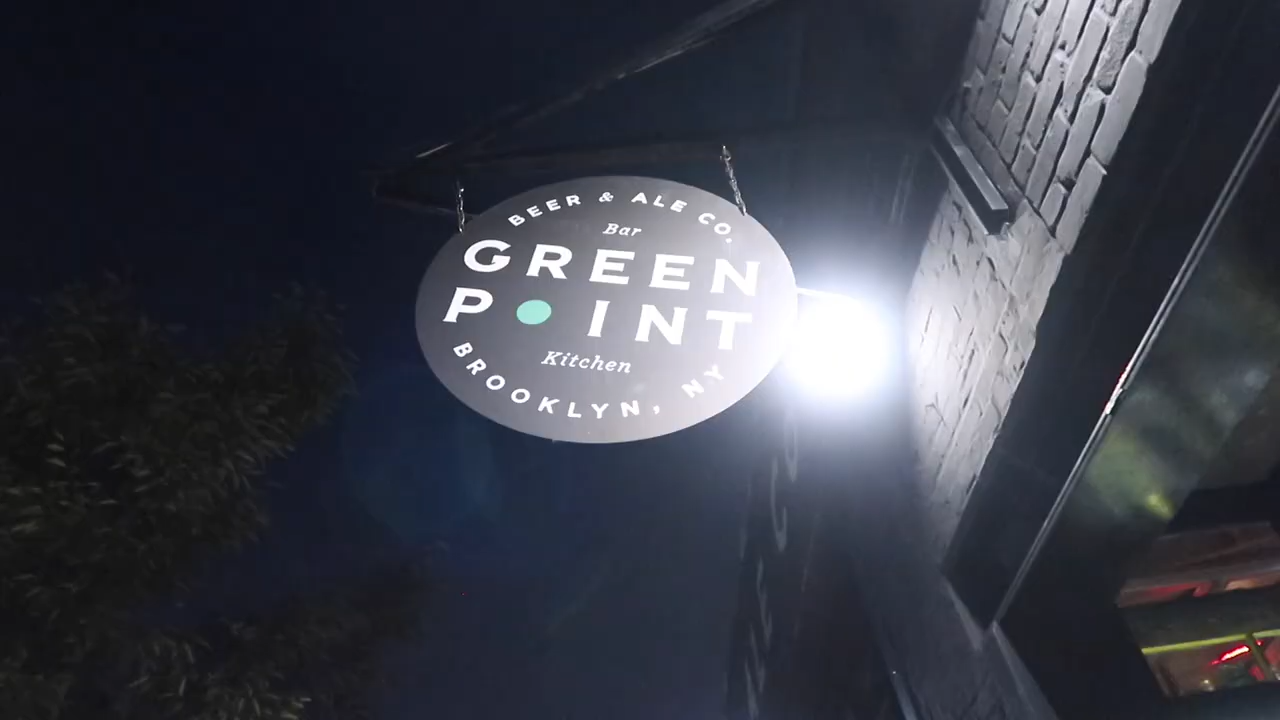 BEER & ALE CO.
Bar
GREEN
POINT
Kitchen
BROOKLYN, NY